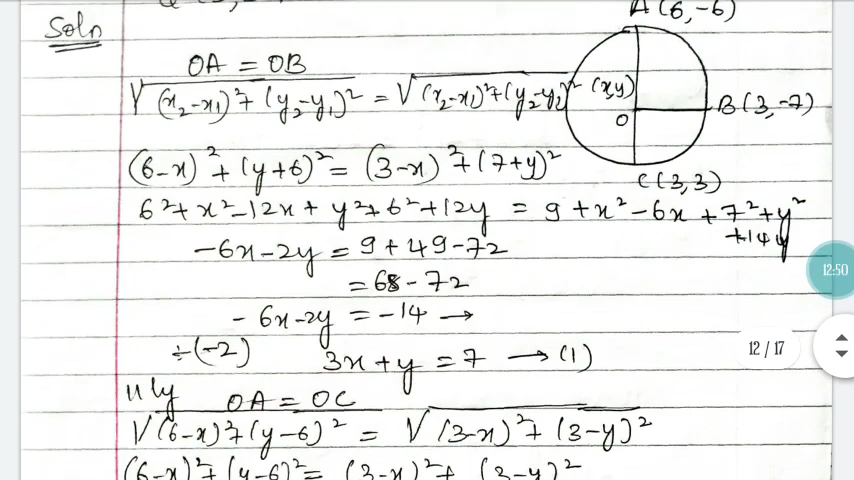 Soln
A(6,-6)
OA = OB
√(x₂-x₁)²+(y₂-y₁)² = √(x₂-x₁)²+(y₂-y₁)²
(x,y)
O
B(3,-7)
C(3,3)
(6-x)²+(y+6)² = (3-x)²+(7+y)²
6²+x²-12x+y²+6²+12y = 9+x²-6x+7²+y²
+14y
-6x-2y = 9+49-72
= 68-72
-6x-2y = -14 →
÷(-2) 3x+y = 7 → (1)
12 / 17
12:50
llly OA = OC
√(6-x)²+(y-6)² = √(3-x)²+(3-y)²
(6-x)²+(y-6)² = (3-x)²+(3-y)²